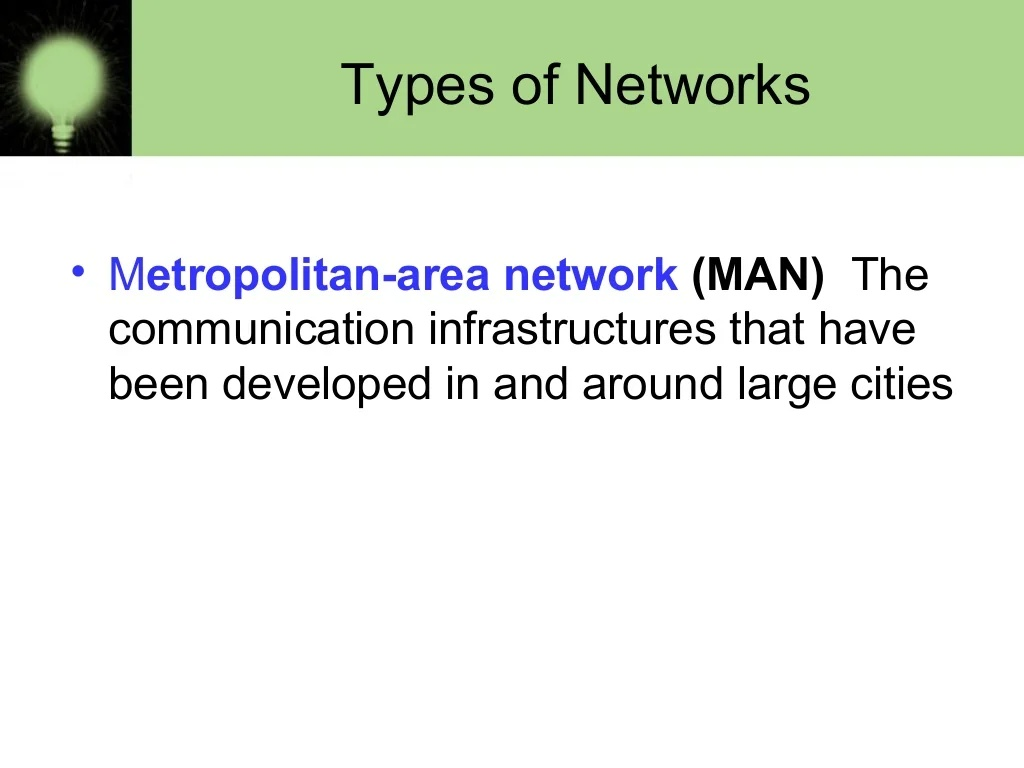 Types of Networks
• Metropolitan-area network (MAN)  The
communication infrastructures that have
been developed in and around large cities